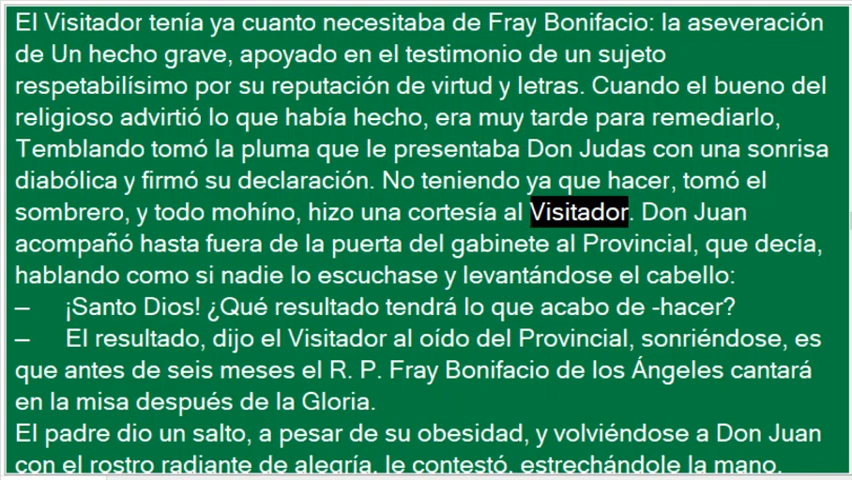 El Visitador tenía ya cuanto necesitaba de Fray Bonifacio: la aseveración
de Un hecho grave, apoyado en el testimonio de un sujeto
respetabilísimo por su reputación de virtud y letras. Cuando el bueno del
religioso advirtió lo que había hecho, era muy tarde para remediarlo,
Temblando tomó la pluma que le presentaba Don Judas con una sonrisa
diabólica y firmó su declaración. No teniendo ya que hacer, tomó el
sombrero, y todo mohíno, hizo una cortesía al Visitador. Don Juan
acompañó hasta fuera de la puerta del gabinete al Provincial, que decía,
hablando como si nadie lo escuchase y levantándose el cabello:
– ¡Santo Dios! ¿Qué resultado tendrá lo que acabo de -hacer?
– El resultado, dijo el Visitador al oído del Provincial, sonriéndose, es
que antes de seis meses el R. P. Fray Bonifacio de los Ángeles cantará
en la misa después de la Gloria.
El padre dio un salto, a pesar de su obesidad, y volviéndose a Don Juan
con el rostro radiante de alegría, le contestó, estrechándole la mano.